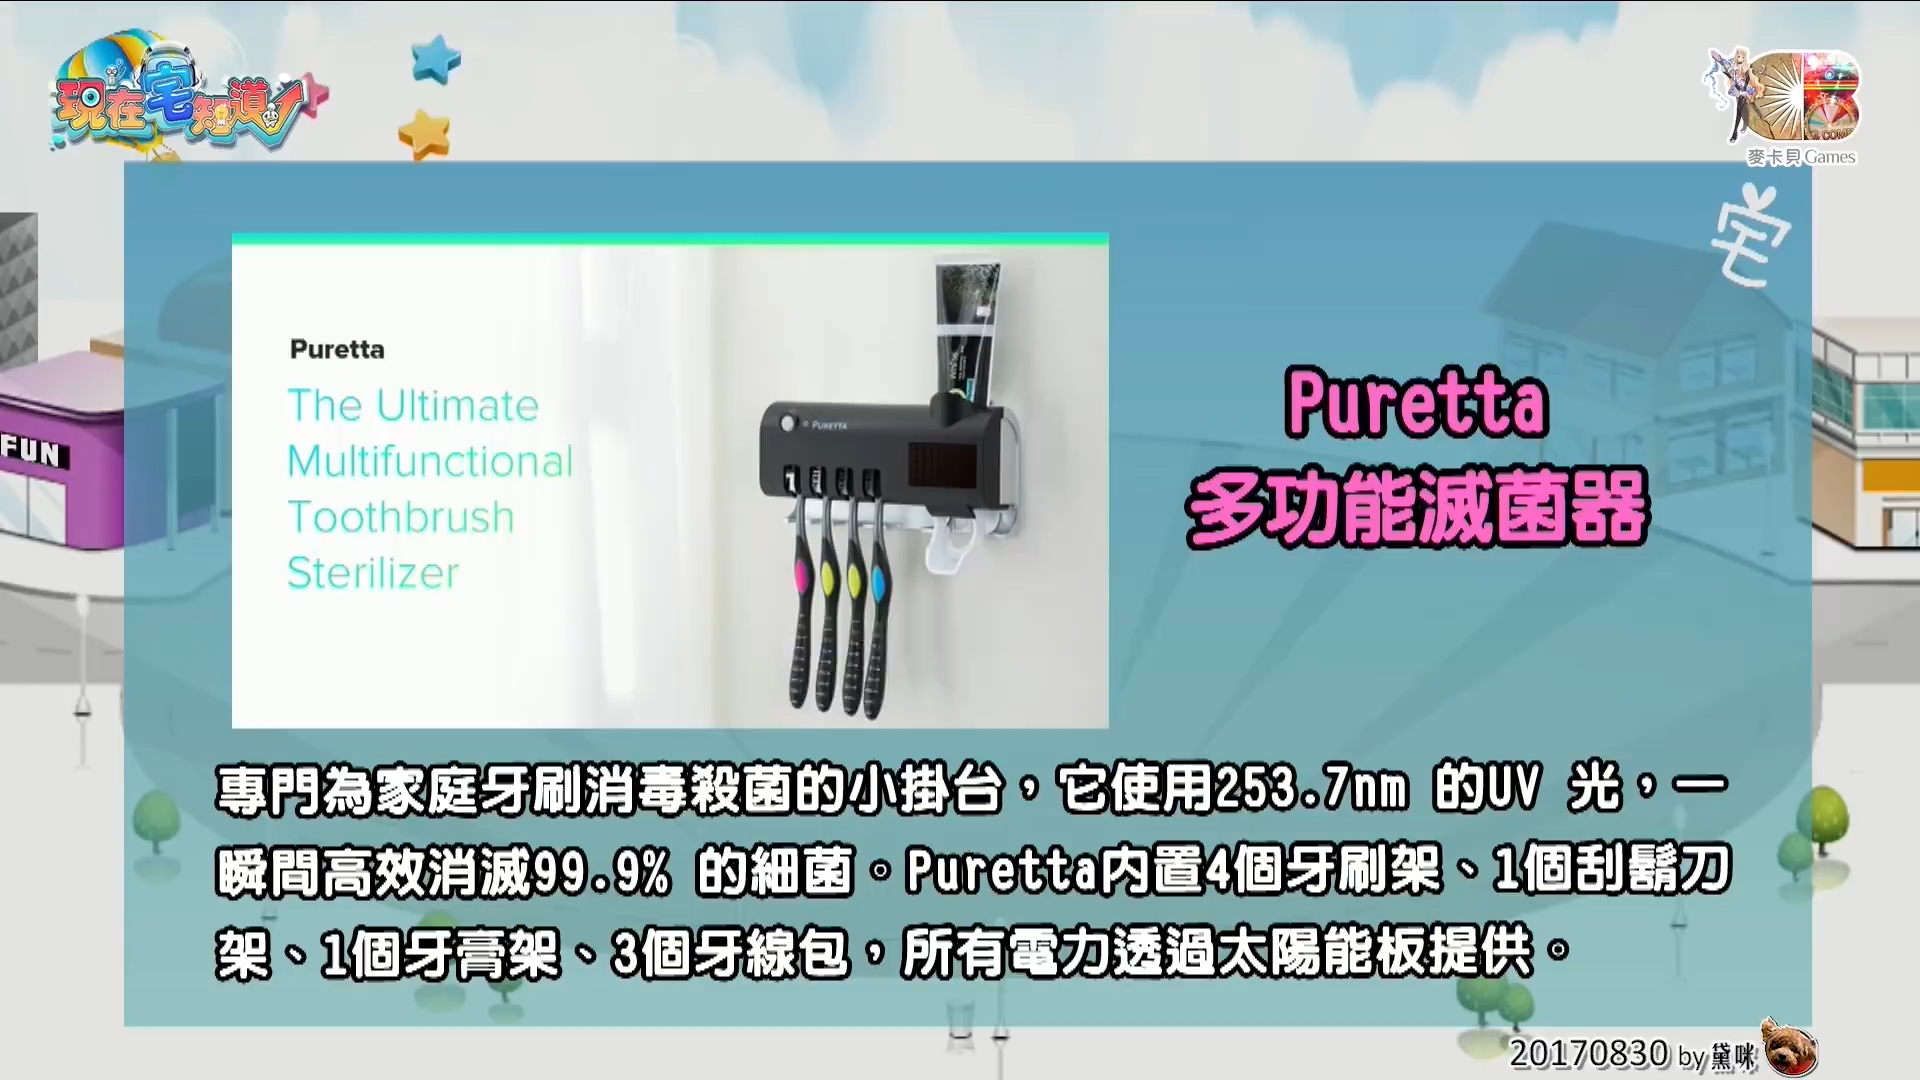 現在宅知道
麥卡貝Games
宅
FUN
Puretta
The Ultimate
Multifunctional
Toothbrush
Sterilizer
PURETTA
Puretta
多功能滅菌器
專門為家庭牙刷消毒殺菌的小掛台，它使用253.7nm 的UV 光，一
瞬間高效消滅99.9% 的細菌。Puretta內置4個牙刷架、1個刮鬍刀
架、1個牙膏架、3個牙線包，所有電力透過太陽能板提供。
20170830 by 黛咪